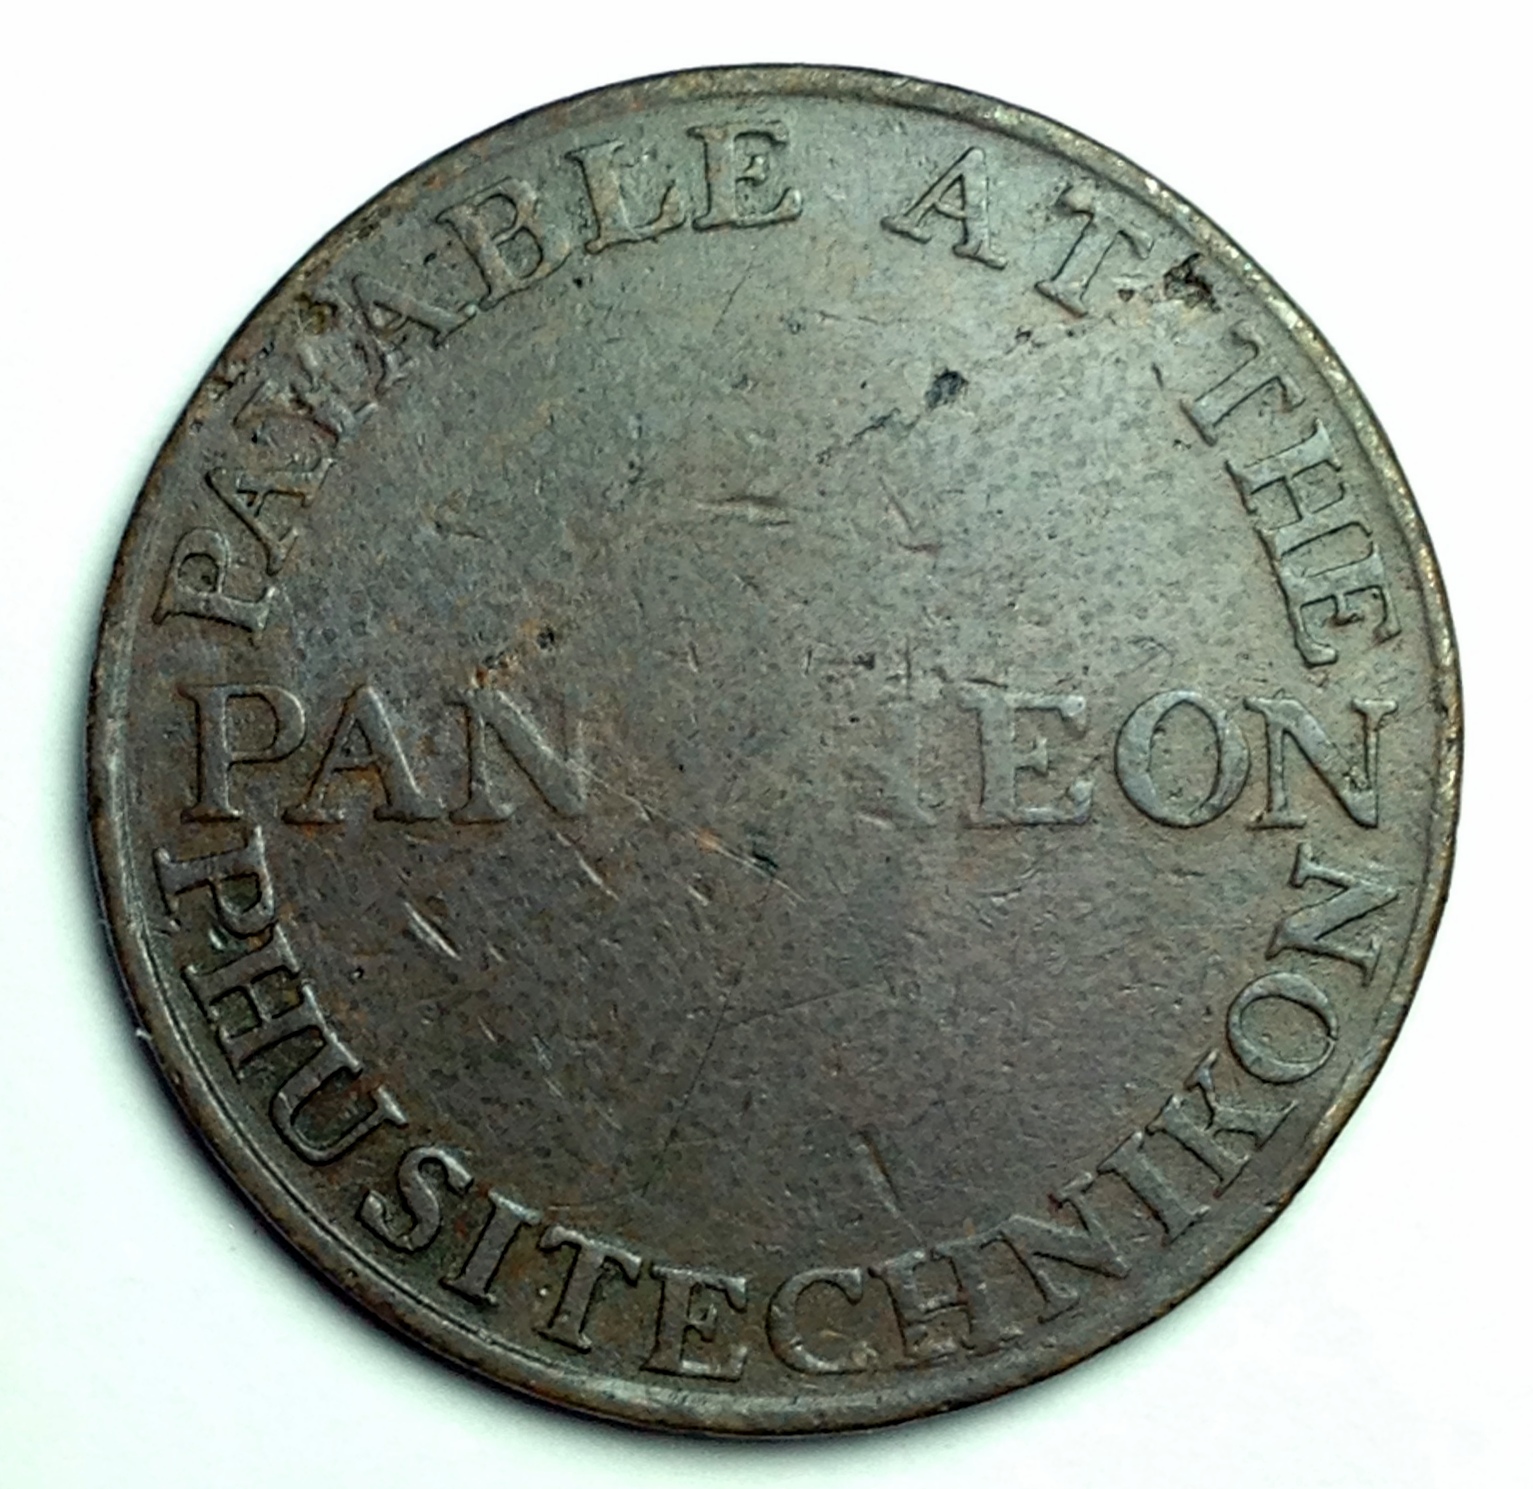 PAYABLE AT THE
PAN EON
PHUSITECHNIKON